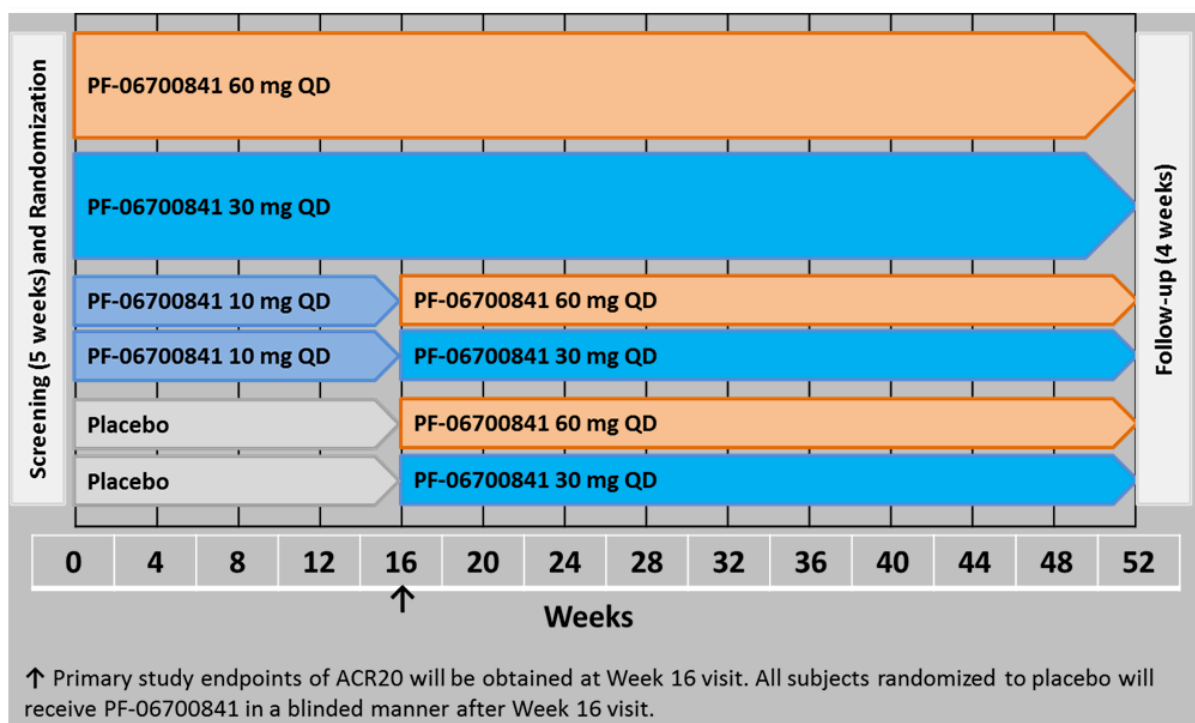 Screening (5 weeks) and Randomization
PF-06700841 60 mg QD
PF-06700841 30 mg QD
PF-06700841 10 mg QD
PF-06700841 60 mg QD
PF-06700841 10 mg QD
PF-06700841 30 mg QD
Placebo
PF-06700841 60 mg QD
Placebo
PF-06700841 30 mg QD
Follow-up (4 weeks)
0 4 8 12 16 20 24 28 32 36 40 44 48 52
↑
Weeks
↑ Primary study endpoints of ACR20 will be obtained at Week 16 visit. All subjects randomized to placebo will
receive PF-06700841 in a blinded manner after Week 16 visit.